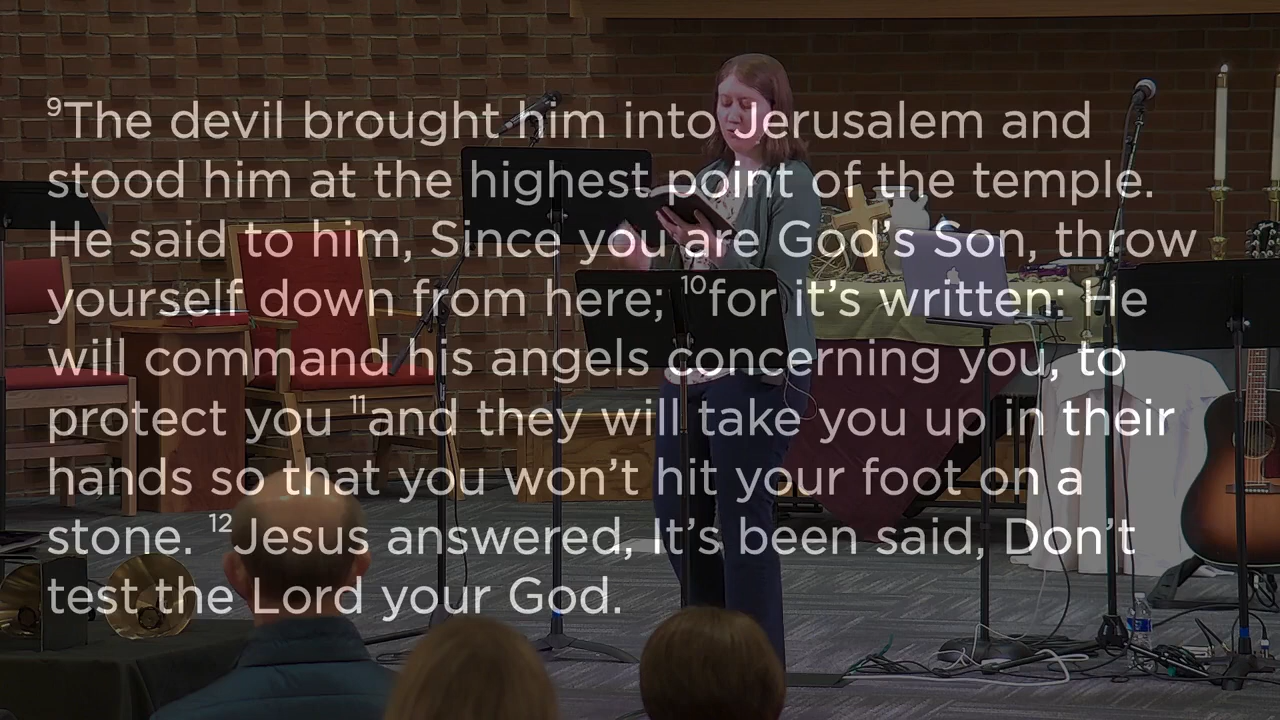 ⁹The devil brought him into Jerusalem and
stood him at the highest point of the temple.
He said to him, Since you are God’s Son, throw
yourself down from here; ¹⁰for it’s written: He
will command his angels concerning you, to
protect you ¹¹and they will take you up in their
hands so that you won’t hit your foot on a
stone. ¹²Jesus answered, It’s been said, Don’t
test the Lord your God.